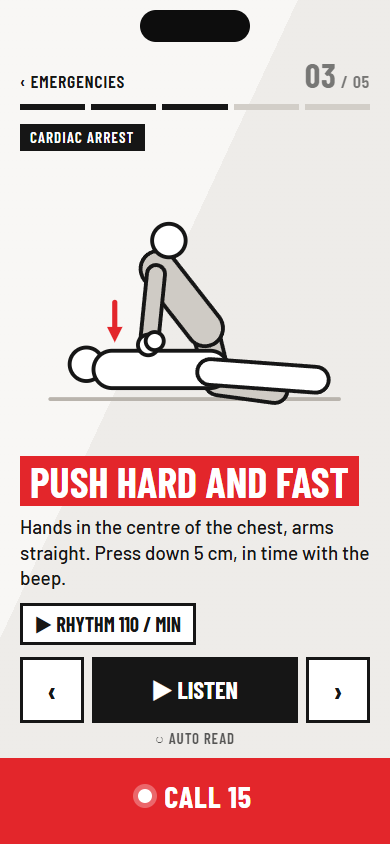 ‹ EMERGENCIES
03 / 05
CARDIAC ARREST
PUSH HARD AND FAST
Hands in the centre of the chest, arms
straight. Press down 5 cm, in time with the
beep.
▶ RHYTHM 110 / MIN
‹
▶ LISTEN
›
○ AUTO READ
CALL 15